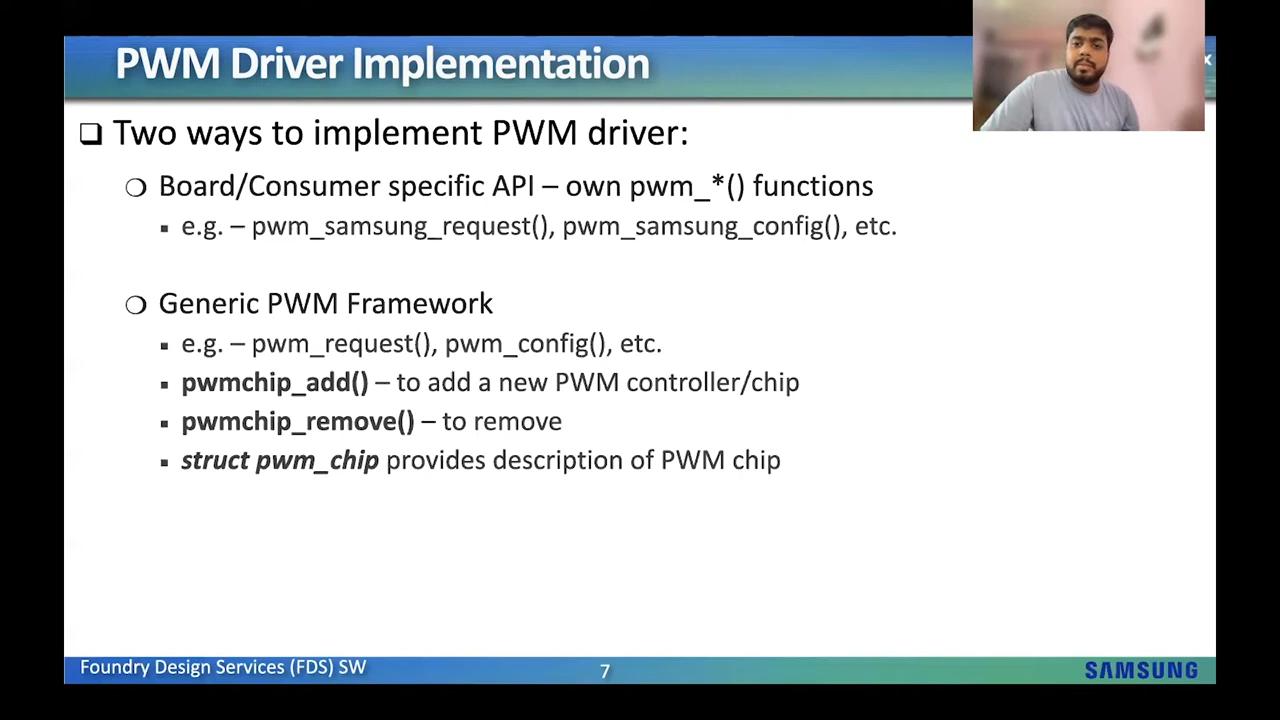 PWM Driver Implementation
x
❑ Two ways to implement PWM driver:
❍ Board/Consumer specific API – own pwm_*() functions
▪ e.g. – pwm_samsung_request(), pwm_samsung_config(), etc.
❍ Generic PWM Framework
▪ e.g. – pwm_request(), pwm_config(), etc.
▪ pwmchip_add() – to add a new PWM controller/chip
▪ pwmchip_remove() – to remove
▪ struct pwm_chip provides description of PWM chip
Foundry Design Services (FDS) SW
7
SAMSUNG